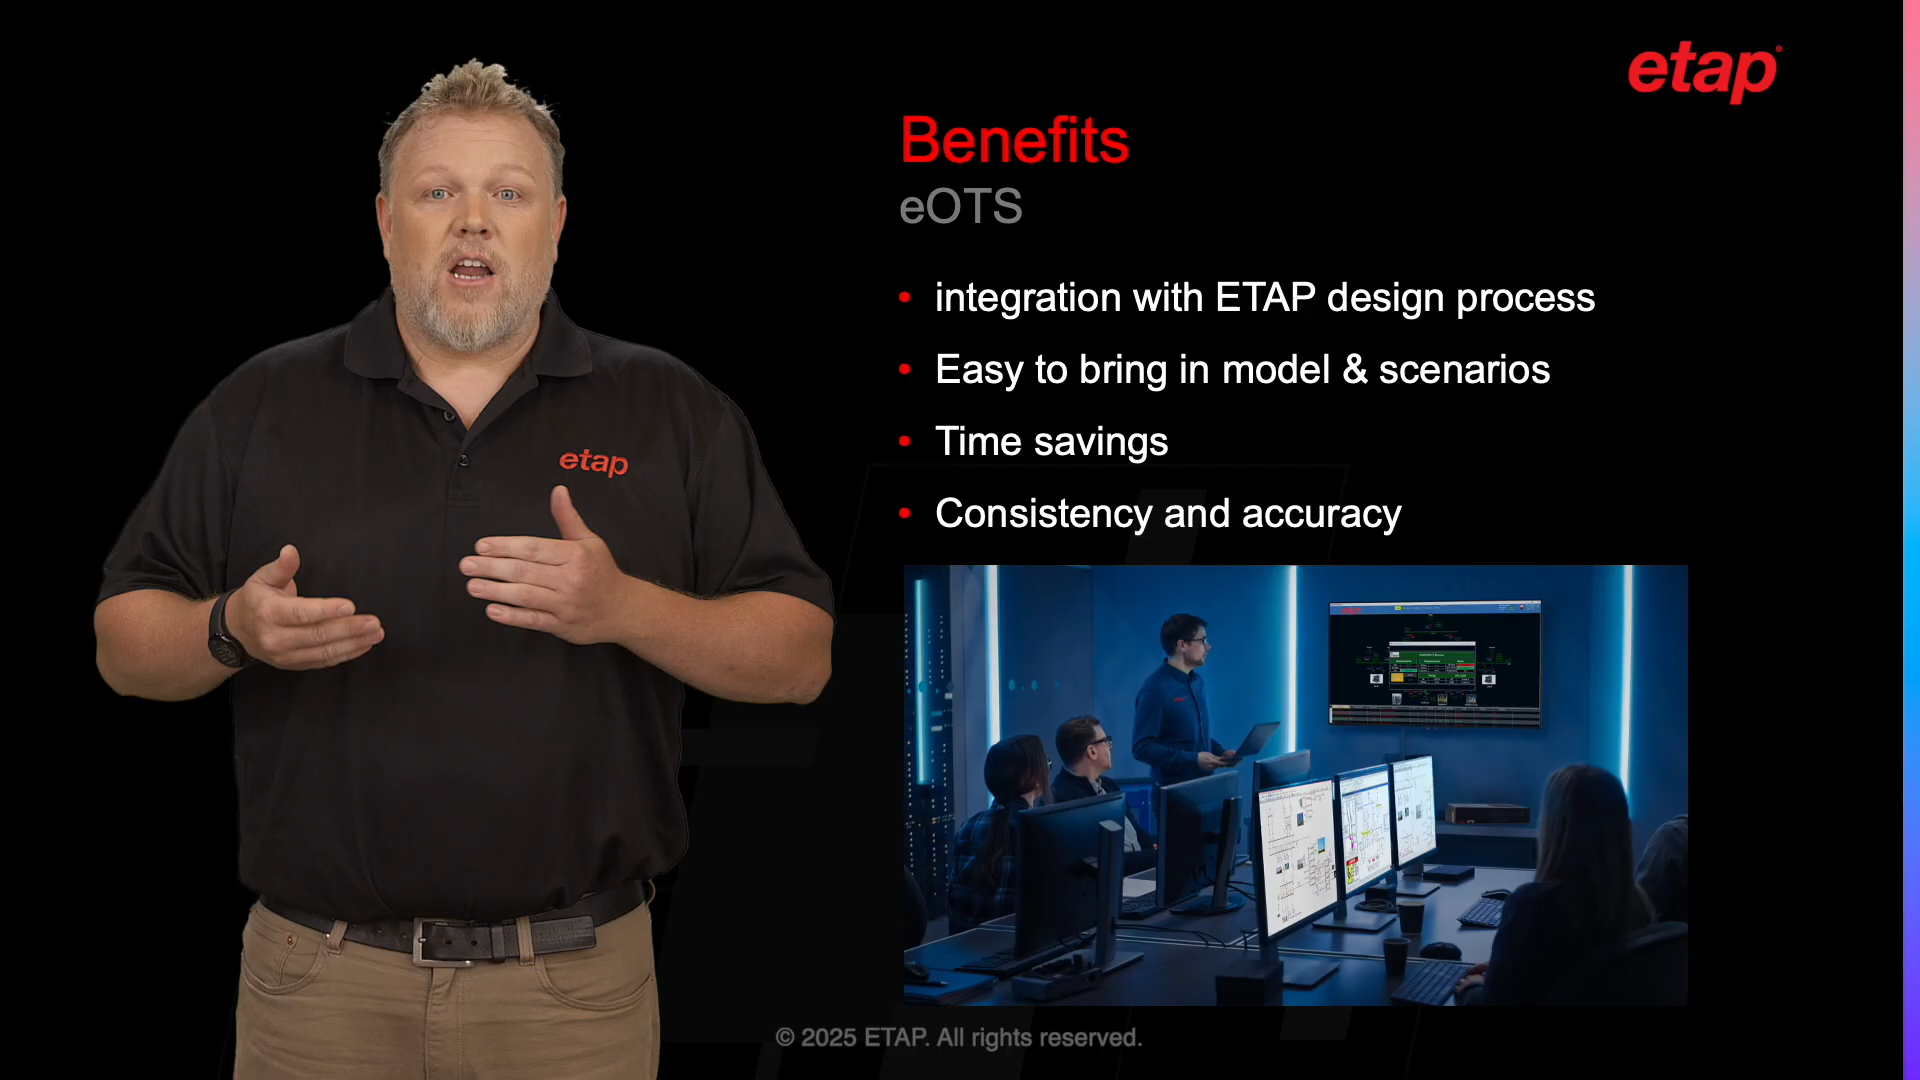 etap
Benefits
eOTS
• integration with ETAP design process
• Easy to bring in model & scenarios
• Time savings
• Consistency and accuracy
etap
© 2025 ETAP. All rights reserved.